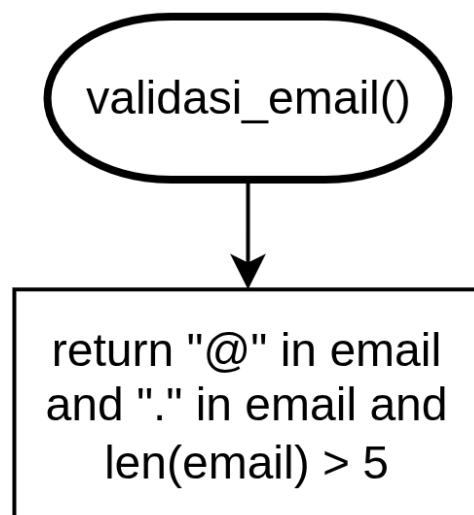 validasi_email()
return "@" in email
and "." in email and
len(email) > 5